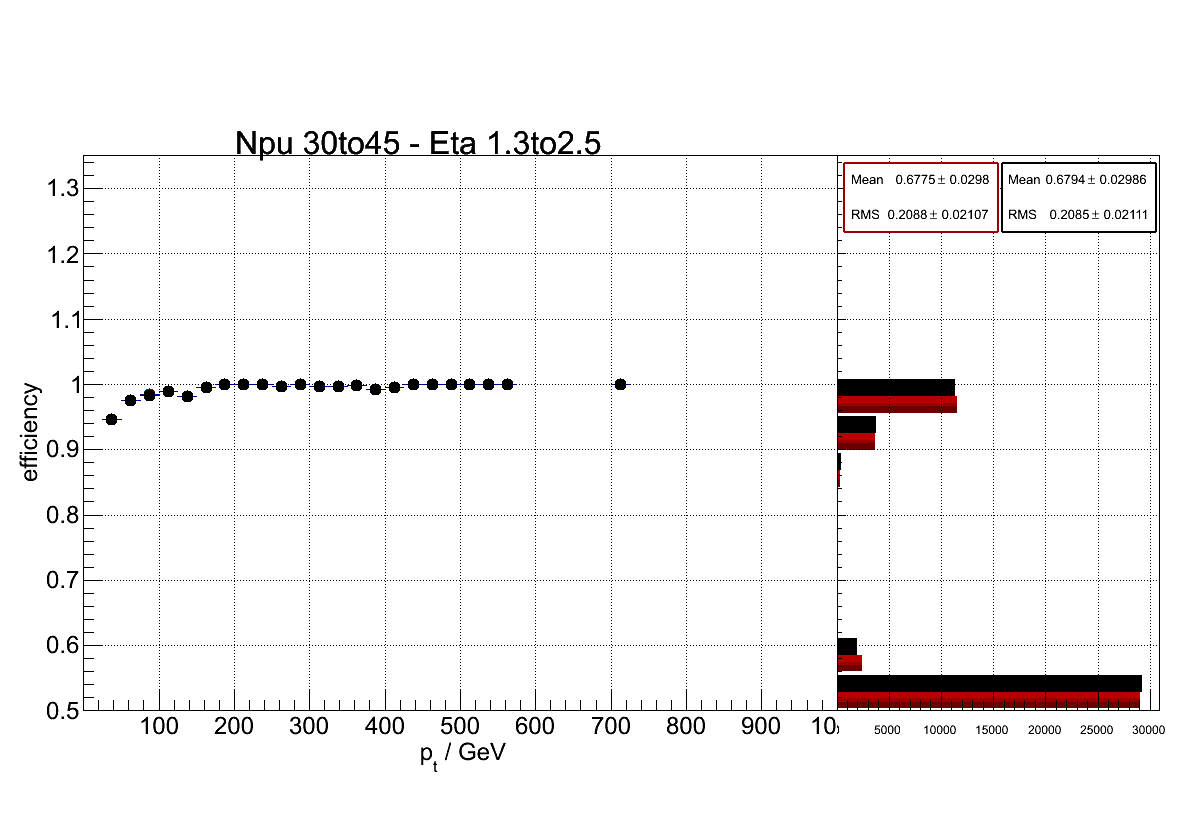 Npu 30to45 - Eta 1.3to2.5
Mean 0.6775 ± 0.0298
RMS 0.2088 ± 0.02107
Mean 0.6794 ± 0.02986
RMS 0.2085 ± 0.02111
efficiency
1.3
1.2
1.1
1
0.9
0.8
0.7
0.6
0.5
100 200 300 400 500 600 700 800 900
5000 10000 15000 20000 25000 30000
pt / GeV